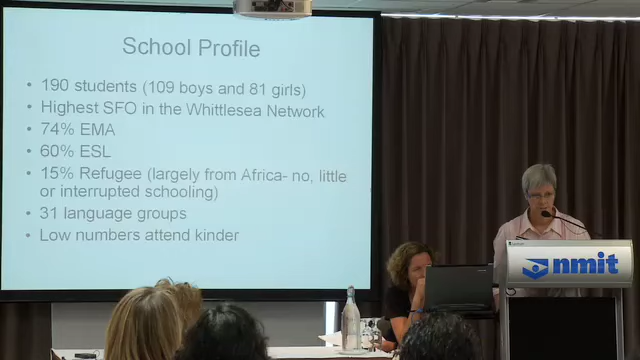 School Profile
• 190 students (109 boys and 81 girls)
• Highest SFO in the Whittlesea Network
• 74% EMA
• 60% ESL
• 15% Refugee (largely from Africa- no, little
or interrupted schooling)
• 31 language groups
• Low numbers attend kinder
nmit